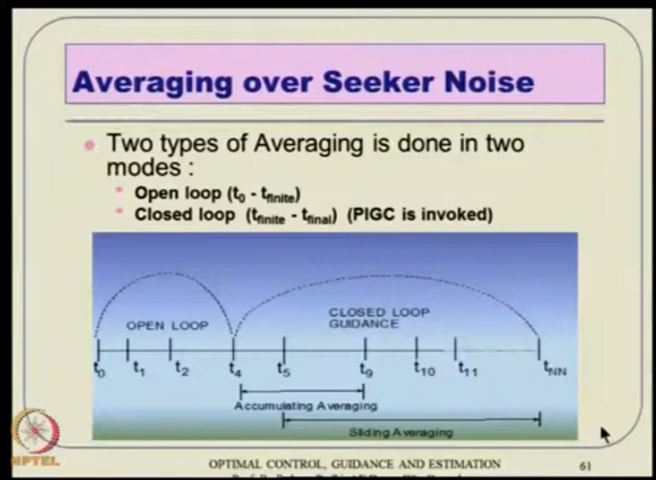 Averaging over Seeker Noise
Two types of Averaging is done in two
modes :
Open loop (t0 - tfinite)
Closed loop (tfinite - tfinal) (PIGC is invoked)
OPEN LOOP
CLOSED LOOP
GUIDANCE
t0 t1 t2 t4 t5 t9 t10 t11 tNN
Accumulating Averaging
Sliding Averaging
NPTEL
OPTIMAL CONTROL, GUIDANCE AND ESTIMATION
61